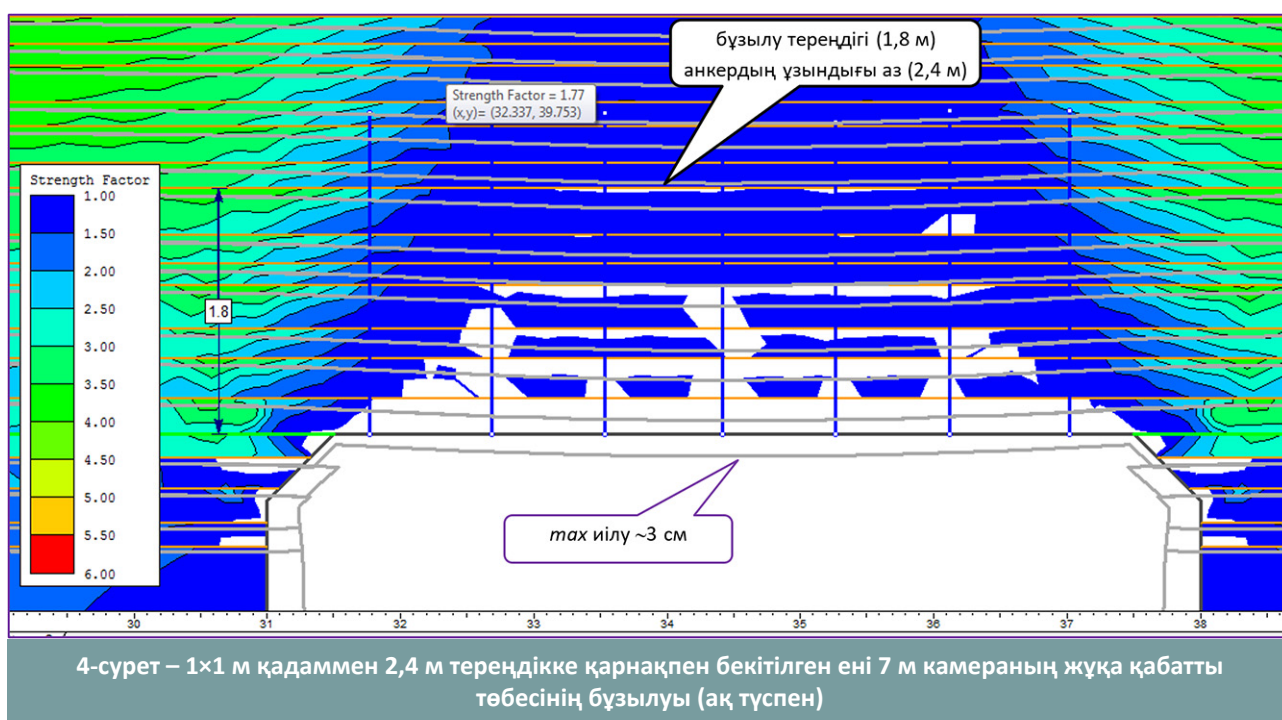 бұзылу тереңдігі (1,8 м)
анкердың ұзындығы аз (2,4 м)
Strength Factor = 1.77
(x,y)= (32.337, 39.753)
Strength Factor
1.00
1.50
2.00
2.50
3.00
3.50
4.00
4.50
5.00
5.50
6.00
1.8
max иілу ~3 см
30 31 32 33 34 35 36 37 38
4-сурет – 1×1 м қадаммен 2,4 м тереңдікке қарнақпен бекітілген ені 7 м камераның жұқа қабатты
төбесінің бұзылуы (ақ түспен)